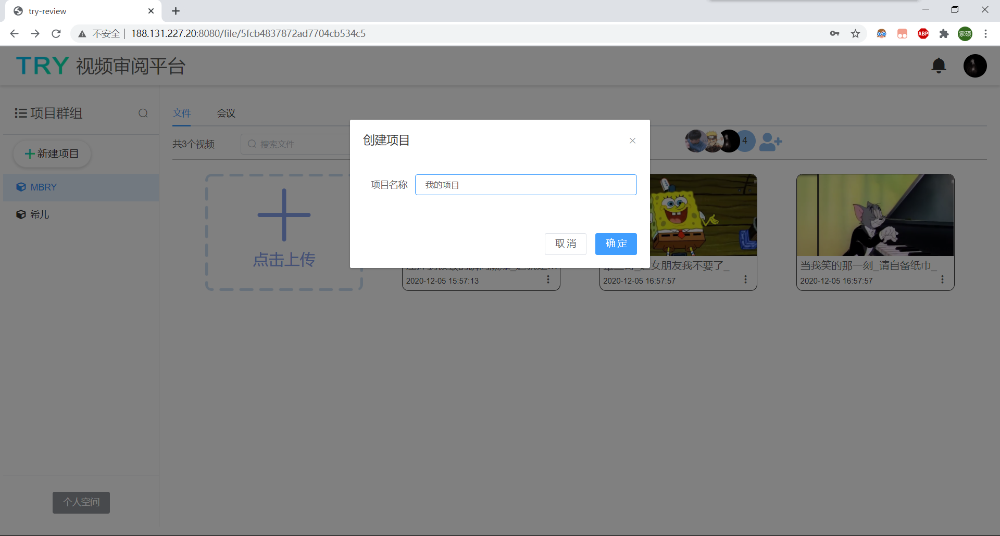 try-review
不安全 | 188.131.227.20:8080/file/5fcb4837872ad7704cb534c5
ABP
家硕
TRY 视频审阅平台
项目群组
新建项目
MBRY
希儿
个人空间
文件 会议
共3个视频
搜索文件
4
点击上传
创建项目
项目名称
我的项目
取消
确定
2020-12-05 15:57:13
女朋友我不要了_
2020-12-05 16:57:57
当我笑的那一刻_请自备纸巾_
2020-12-05 16:57:57